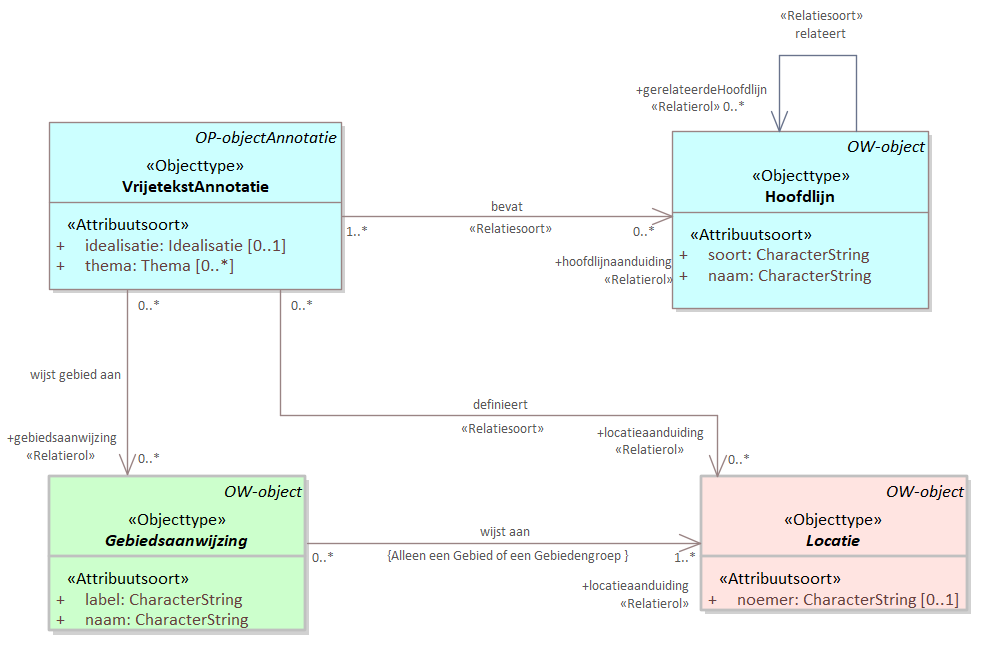 «Relatiesoort»
relateert
+gerelateerdeHoofdlijn
«Relatierol» 0..*
OP-objectAnnotatie
«Objecttype»
VrijetekstAnnotatie
«Attribuutsoort»
+ idealisatie: Idealisatie [0..1]
+ thema: Thema [0..*]
OW-object
«Objecttype»
Hoofdlijn
«Attribuutsoort»
+ soort: CharacterString
+ naam: CharacterString
bevat
1..*
«Relatiesoort»
0..*
+hoofdlijnaanduiding
«Relatierol»
0..*
0..*
wijst gebied aan
+gebiedsaanwijzing
«Relatierol»
0..*
definieert
«Relatiesoort»
+locatieaanduiding
«Relatierol»
0..*
OW-object
«Objecttype»
Gebiedsaanwijzing
«Attribuutsoort»
+ label: CharacterString
+ naam: CharacterString
wijst aan
0..*
{Alleen een Gebied of een Gebiedengroep }
1..*
+locatieaanduiding
«Relatierol»
OW-object
«Objecttype»
Locatie
«Attribuutsoort»
+ noemer: CharacterString [0..1]